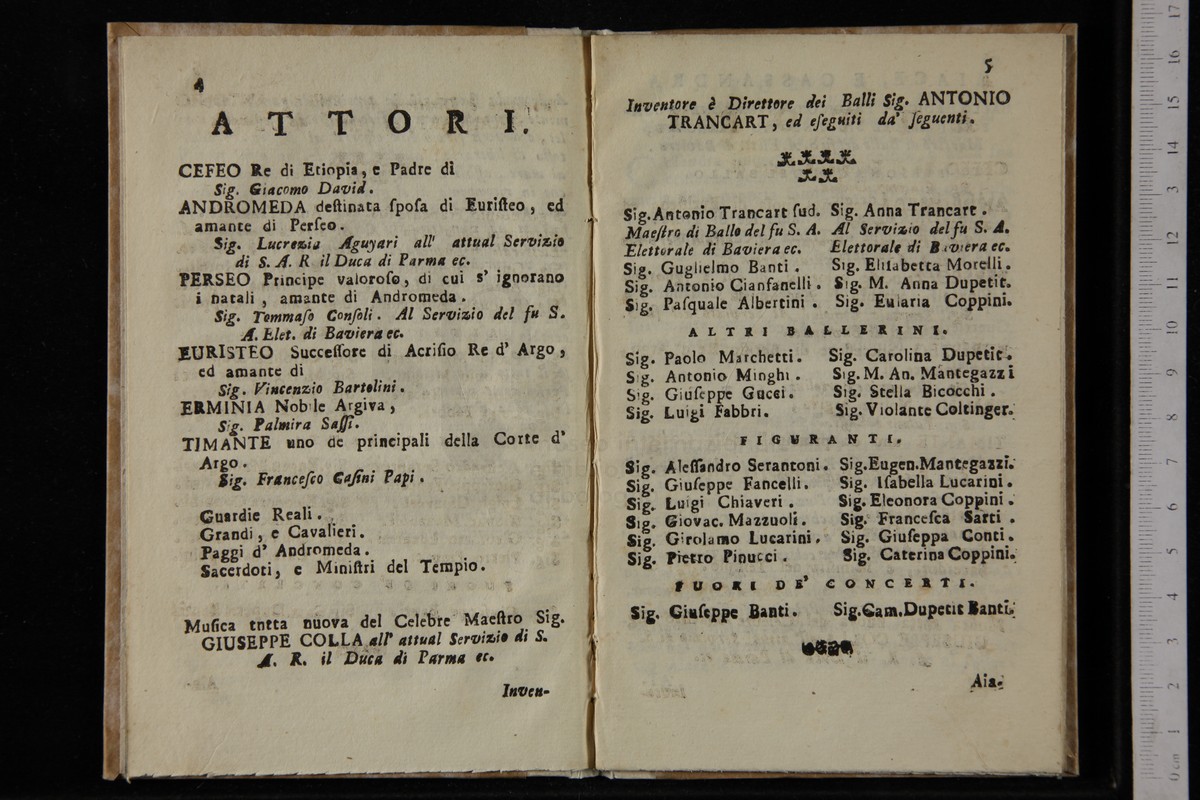 4
ATTORI.
CEFEO Re di Etiopia, e Padre di
Sig. Giacomo David.
ANDROMEDA deſtinata ſpoſa di Euriſteo, ed
amante di Perſeo.
Sig. Lucrezia Aguyari all' attual Servizio
di S. A. R il Duca di Parma ec.
PERSEO Principe valoroſo, di cui s' ignorano
i natali, amante di Andromeda.
Sig. Tommaſo Conſoli. Al Servizio del fu S.
A. Elet. di Baviera ec.
EURISTEO Succeſſore di Acriſio Re d' Argo,
ed amante di
Sig. Vincenzio Bartolini.
ERMINIA Nobile Argiva,
Sig. Palmira Saſſi.
TIMANTE uno de principali della Corte d'
Argo.
Sig. Franceſco Caſini Papi.
Guardie Reali.
Grandi, e Cavalieri.
Paggi d' Andromeda.
Sacerdoti, e Miniſtri del Tempio.
Muſica tntta nuova del Celebre Maeſtro Sig.
GIUSEPPE COLLA all' attual Servizio di S.
A. R. il Duca di Parma ec.
Inven-
5
Inventore è Direttore dei Balli Sig. ANTONIO
TRANCART, ed eſeguiti da' ſeguenti.
Sig. Antonio Trancart ſud. Sig. Anna Trancart.
Maeſtro di Ballo del fu S. A. Al Servizio del fu S. A.
Elettorale di Baviera ec. Elettorale di Baviera ec.
Sig. Guglielmo Banti. Sig. Eliſabetta Morelli.
Sig. Antonio Cianfanelli. Sig. M. Anna Dupetit.
Sig. Paſquale Albertini. Sig. Eularia Coppini.
ALTRI BALLERINI.
Sig. Paolo Marchetti. Sig. Carolina Dupetit.
Sig. Antonio Minghi. Sig. M. An. Mantegazzi
Sig. Giuſeppe Gucci. Sig. Stella Bicocchi.
Sig. Luigi Fabbri. Sig. Violante Coltinger.
FIGURANTI.
Sig. Aleſſandro Serantoni. Sig. Eugen. Mantegazzi.
Sig. Giuſeppe Fancelli. Sig. Iſabella Lucarini.
Sig. Luigi Chiaveri. Sig. Eleonora Coppini.
Sig. Giovac. Mazzuoli. Sig. Franceſca Sarti.
Sig. Girolamo Lucarini. Sig. Giuſeppa Conti.
Sig. Pietro Pinucci. Sig. Caterina Coppini.
FUORI DE' CONCERTI.
Sig. Giuſeppe Banti. Sig. Cam. Dupetit Banti.
Aia-